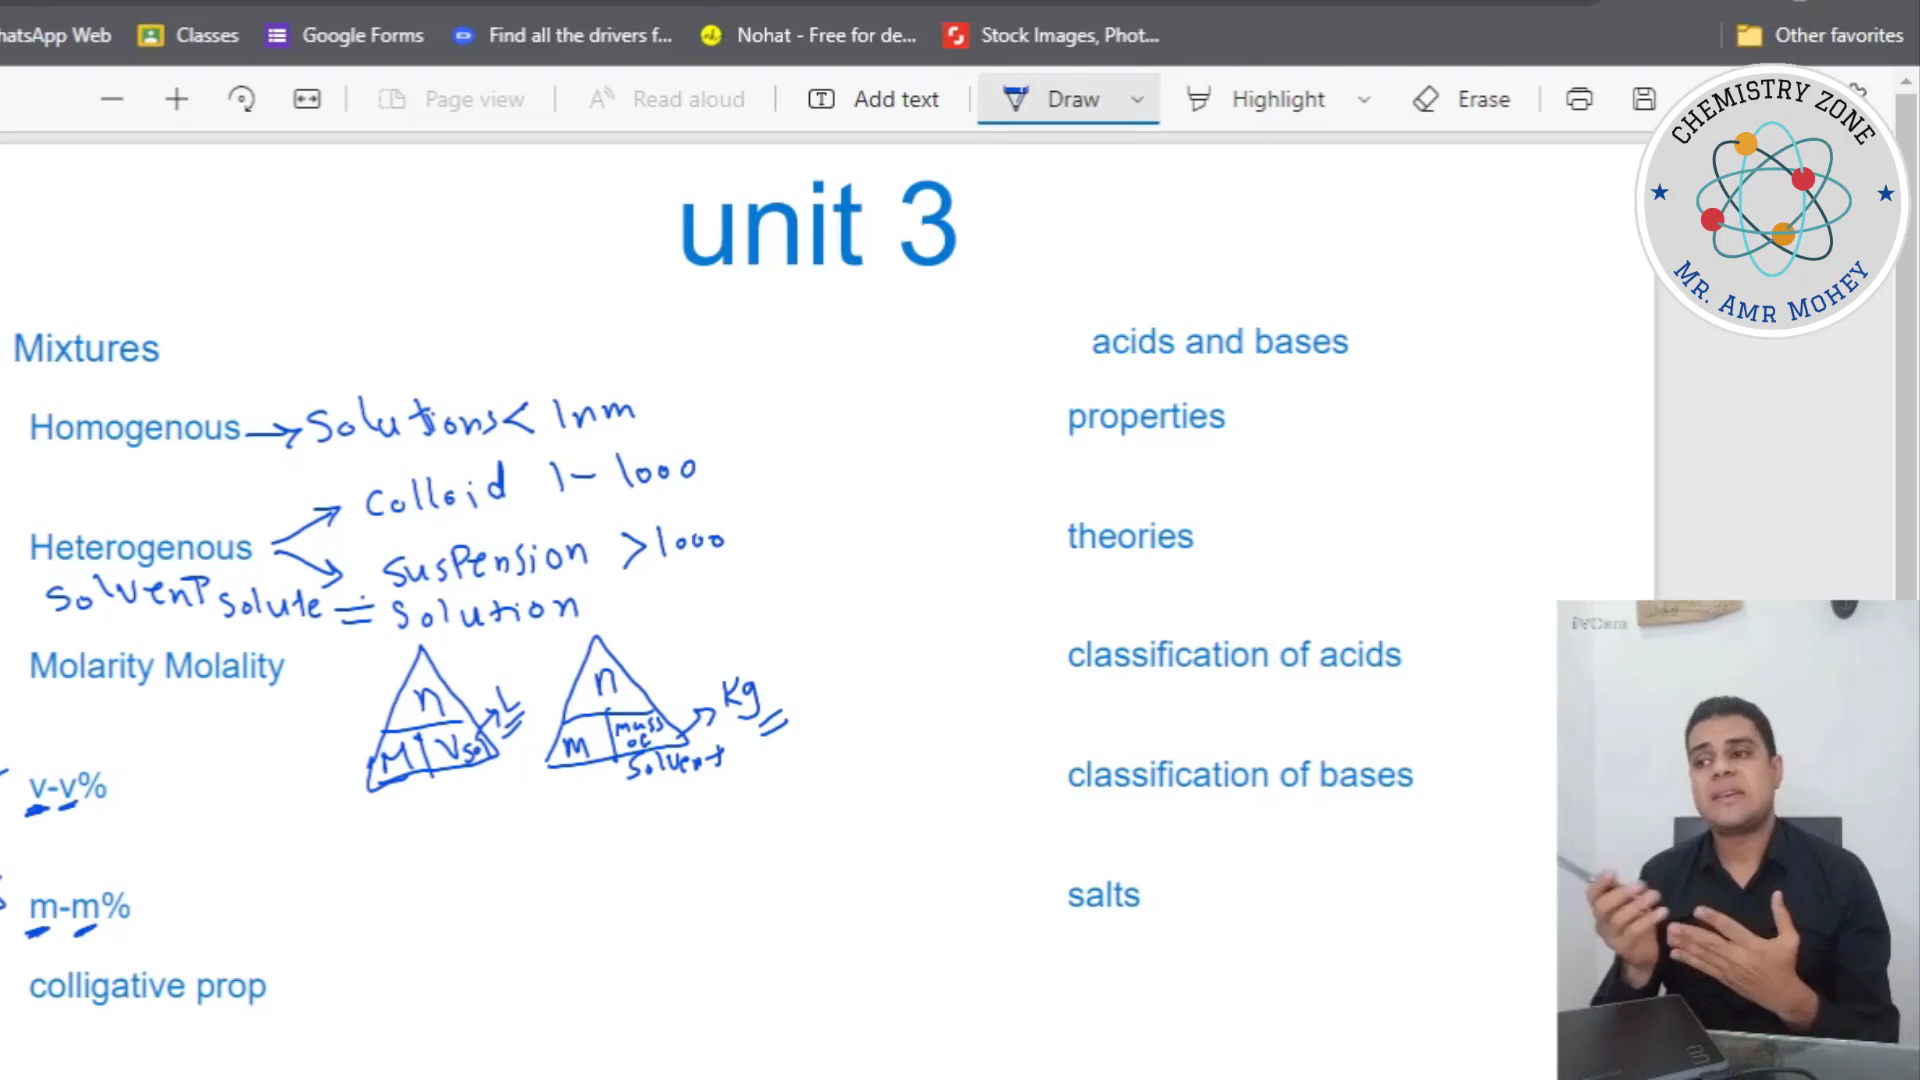 hatsApp Web Classes Google Forms Find all the drivers f... Nohat - Free for de... Stock Images, Phot... Other favorites
Page view Read aloud Add text Draw Highlight Erase
CHEMISTRY ZONE
MR. AMR MOHEY
unit 3
Mixtures
Homogenous → Solutions < 1nm
Colloid 1 - 1000
Heterogenous
Suspension > 1000
Solvent Solute = Solution
Molarity Molality
n
M Vso
L
n
m mass of solvent
Kg
v-v%
m-m%
colligative prop
acids and bases
properties
theories
classification of acids
classification of bases
salts
iVCam